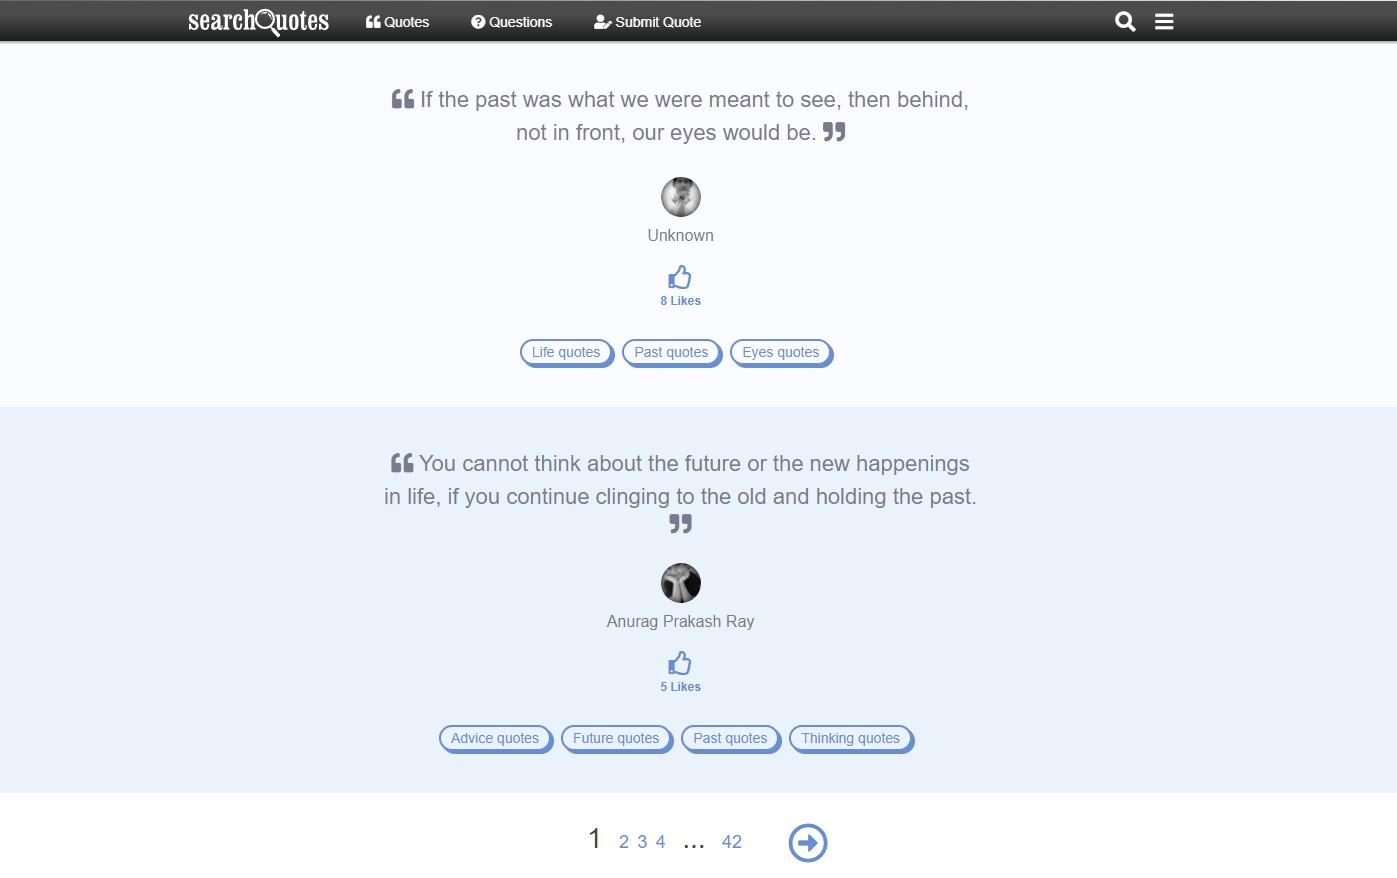 searchQuotes Quotes Questions Submit Quote
“ If the past was what we were meant to see, then behind,
not in front, our eyes would be. ”
Unknown
8 Likes
Life quotes Past quotes Eyes quotes
“ You cannot think about the future or the new happenings
in life, if you continue clinging to the old and holding the past.
”
Anurag Prakash Ray
5 Likes
Advice quotes Future quotes Past quotes Thinking quotes
1 2 3 4 ... 42